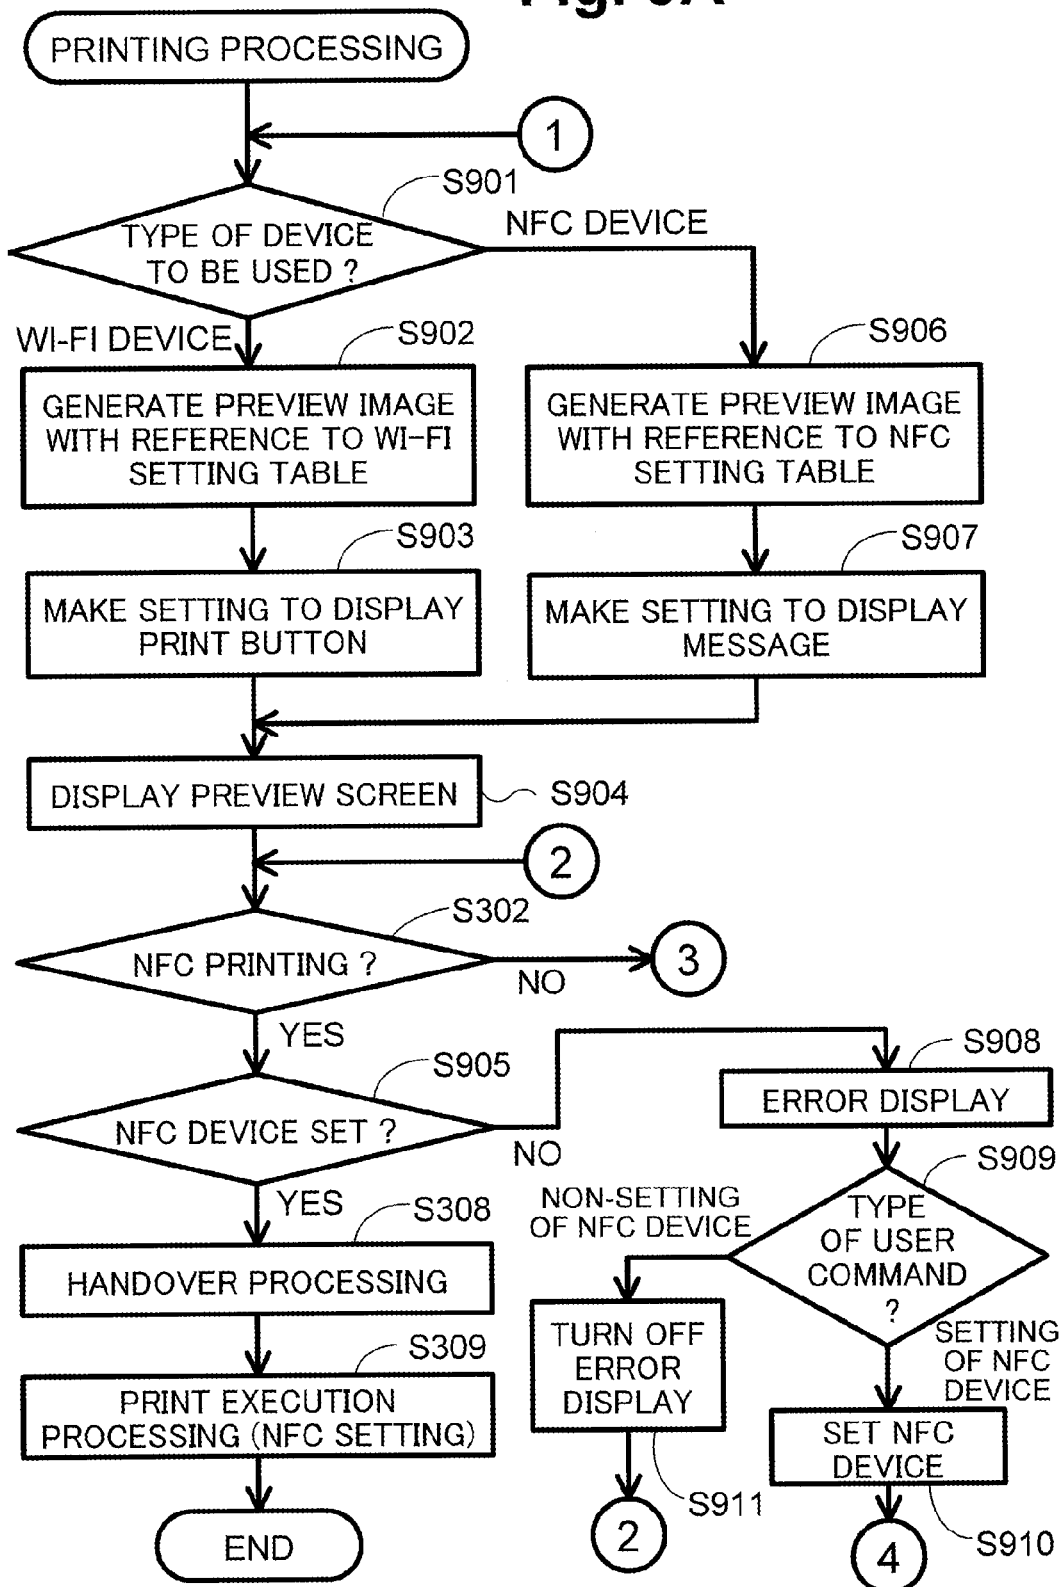 PRINTING PROCESSING
1
S901
TYPE OF DEVICE
TO BE USED ?
NFC DEVICE
WI-FI DEVICE
S902
GENERATE PREVIEW IMAGE
WITH REFERENCE TO WI-FI
SETTING TABLE
S906
GENERATE PREVIEW IMAGE
WITH REFERENCE TO NFC
SETTING TABLE
S903
MAKE SETTING TO DISPLAY
PRINT BUTTON
S907
MAKE SETTING TO DISPLAY
MESSAGE
DISPLAY PREVIEW SCREEN
S904
2
S302
NFC PRINTING ?
NO
3
YES
S905
NFC DEVICE SET ?
NO
YES
S908
ERROR DISPLAY
S909
TYPE
OF USER
COMMAND
?
NON-SETTING
OF NFC DEVICE
SETTING
OF NFC
DEVICE
S308
HANDOVER PROCESSING
S309
PRINT EXECUTION
PROCESSING (NFC SETTING)
END
TURN OFF
ERROR
DISPLAY
S911
2
SET NFC
DEVICE
S910
4